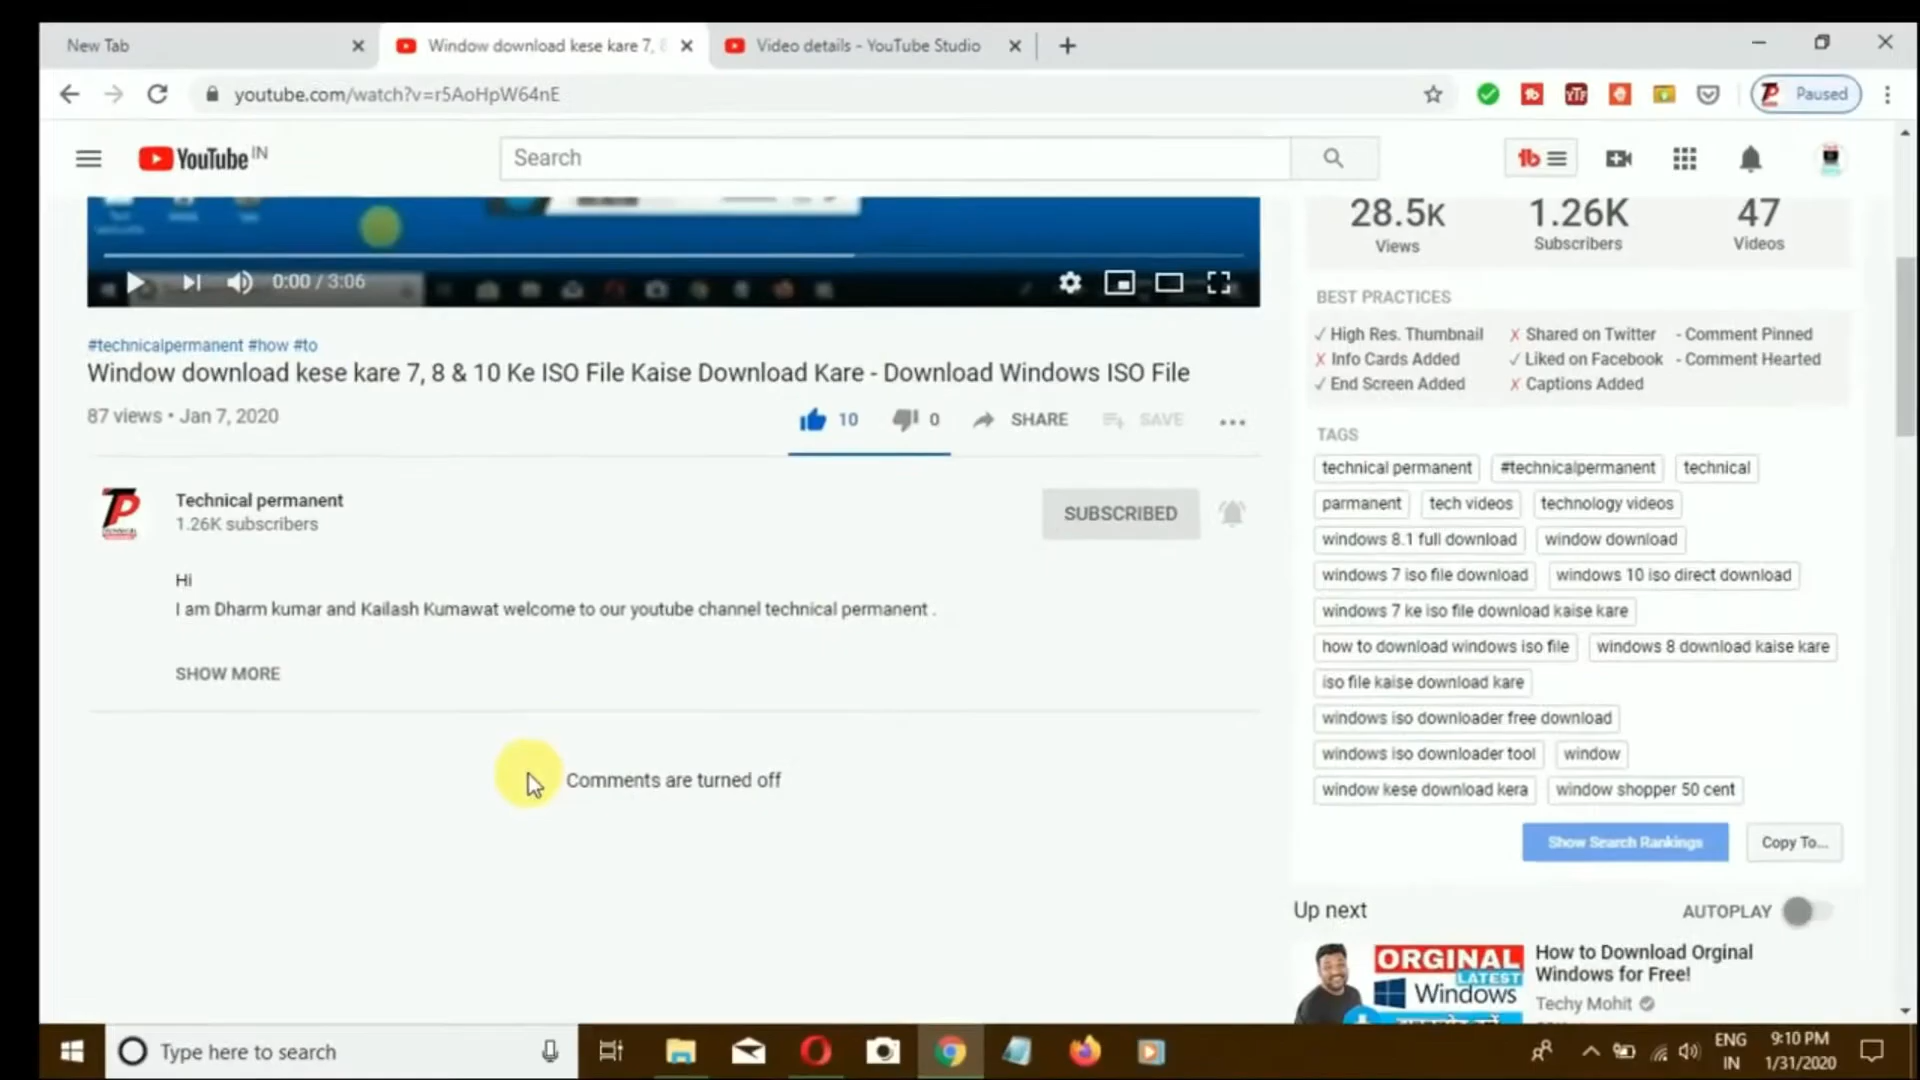 New Tab
Window download kese kare 7, 8
Video details - YouTube Studio
youtube.com/watch?v=r5AoHpW64nE
Paused
YouTube IN
Search
0:00 / 3:06
28.5K
Views
1.26K
Subscribers
47
Videos
BEST PRACTICES
✓ High Res. Thumbnail
✗ Shared on Twitter
- Comment Pinned
✗ Info Cards Added
✓ Liked on Facebook
- Comment Hearted
✓ End Screen Added
✗ Captions Added
#technicalpermanent #how #to
Window download kese kare 7, 8 & 10 Ke ISO File Kaise Download Kare - Download Windows ISO File
87 views • Jan 7, 2020
10
0
SHARE
SAVE
Technical permanent
1.26K subscribers
SUBSCRIBED
Hi
I am Dharm kumar and Kailash Kumawat welcome to our youtube channel technical permanent .
SHOW MORE
Comments are turned off
TAGS
technical permanent
#technicalpermanent
technical
parmanent
tech videos
technology videos
windows 8.1 full download
window download
windows 7 iso file download
windows 10 iso direct download
windows 7 ke iso file download kaise kare
how to download windows iso file
windows 8 download kaise kare
iso file kaise download kare
windows iso downloader free download
windows iso downloader tool
window
window kese download kera
window shopper 50 cent
Show Search Rankings
Copy To...
Up next
AUTOPLAY
ORGINAL
LATEST
Windows
How to Download Orginal
Windows for Free!
Techy Mohit
Type here to search
ENG
IN
9:10 PM
1/31/2020